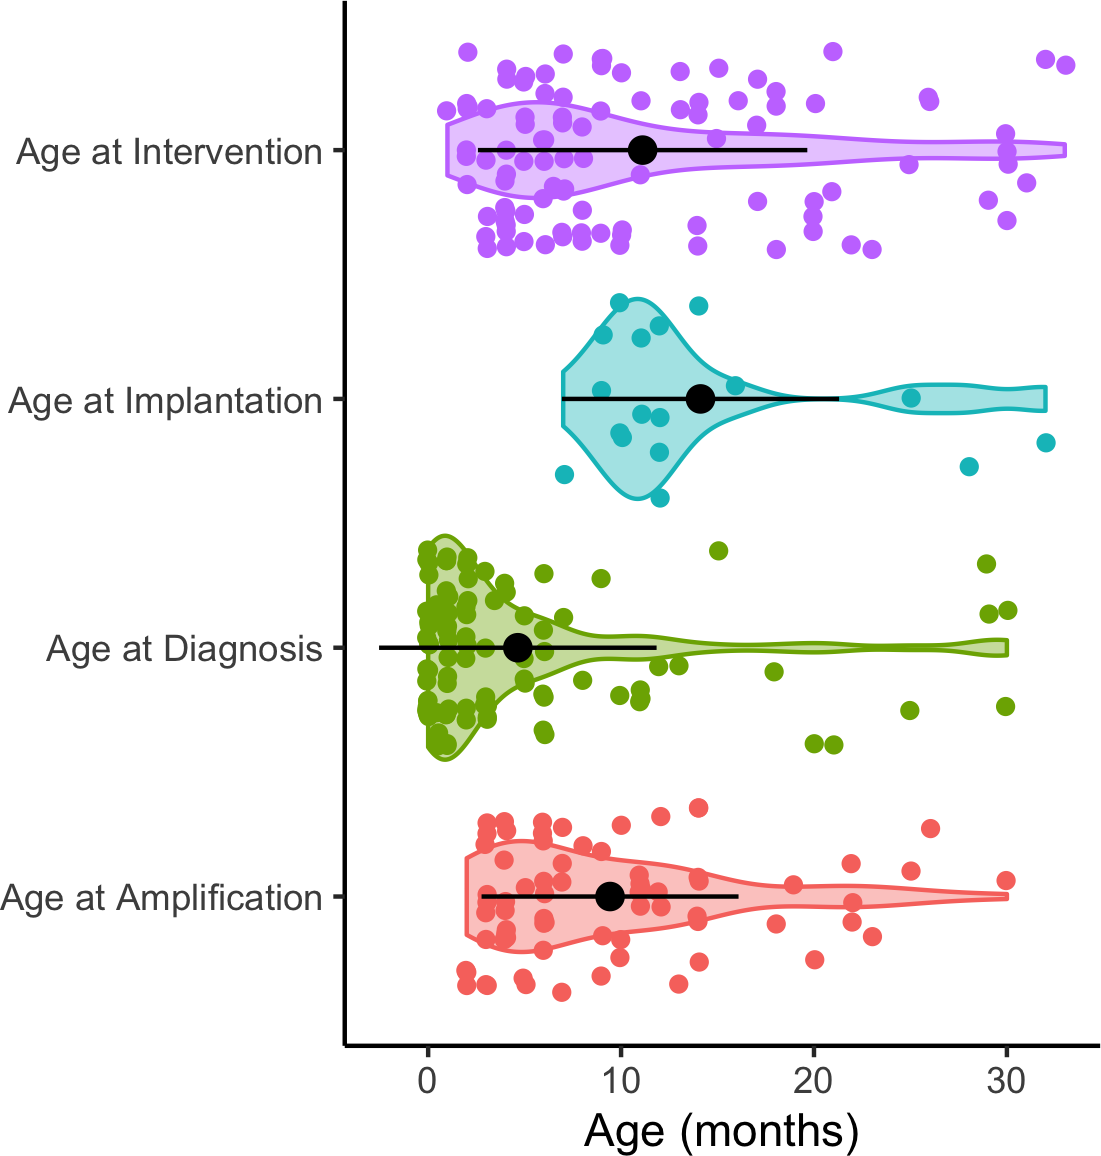 Age at Intervention
Age at Implantation
Age at Diagnosis
Age at Amplification
0 10 20 30
Age (months)